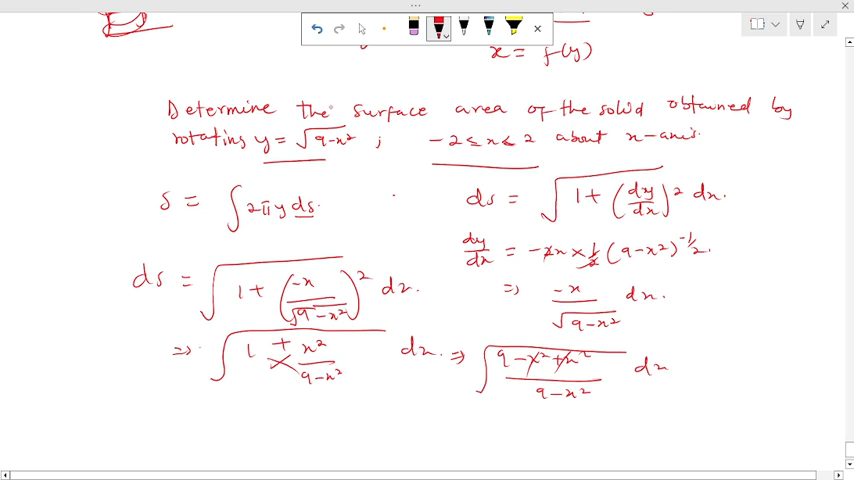 x = f(y)
Determine the surface area of the solid obtained by
rotating y = √(9-x²) ; -2 ≤ x ≤ 2 about x-axis.
S = ∫ 2πy ds. ds = √(1 + (dy/dx)²) dx.
dy/dx = -2x × 1/2 (9-x²)^(-1/2).
ds = √(1 + (-x/√(9-x²))²) dx. ⇒ -x/√(9-x²) dx.
⇒ √(1 + x²/(9-x²)) dx. ⇒ √((9-x²+x²)/(9-x²)) dx